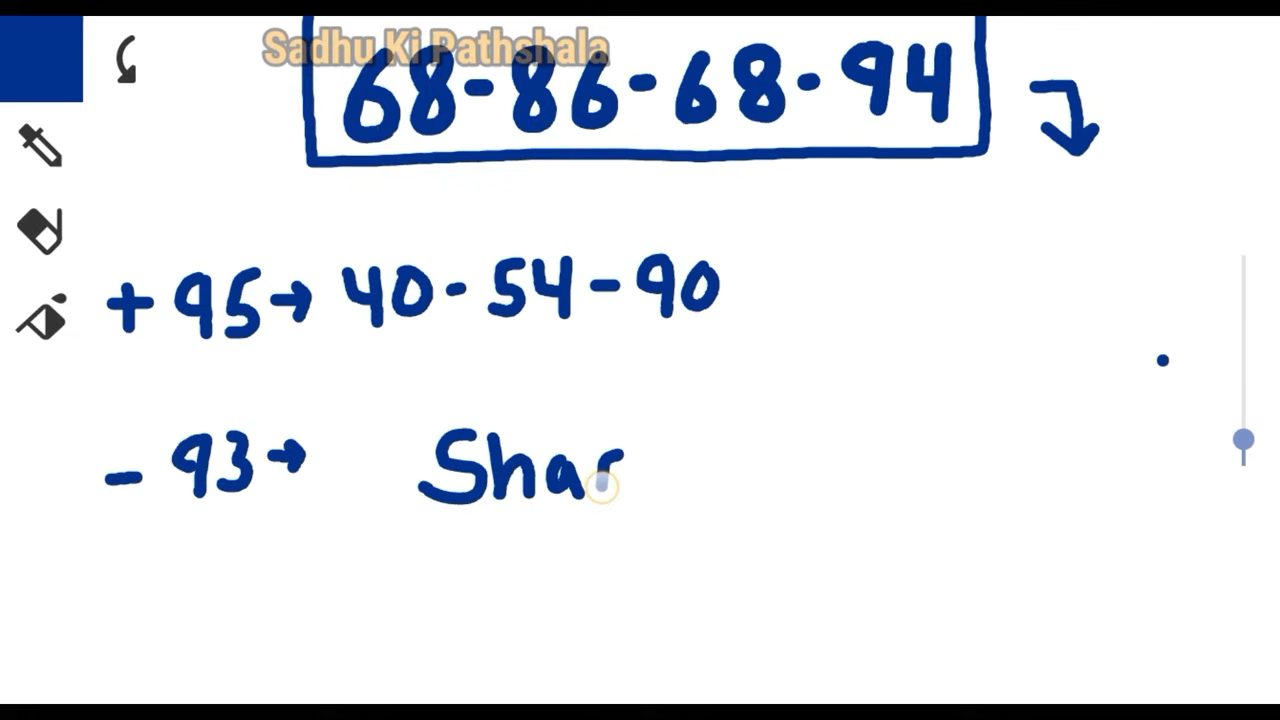 Sadhu Ki Pathshala
68-86-68-94
+ 95→ 40-54-90
- 93→ Shar